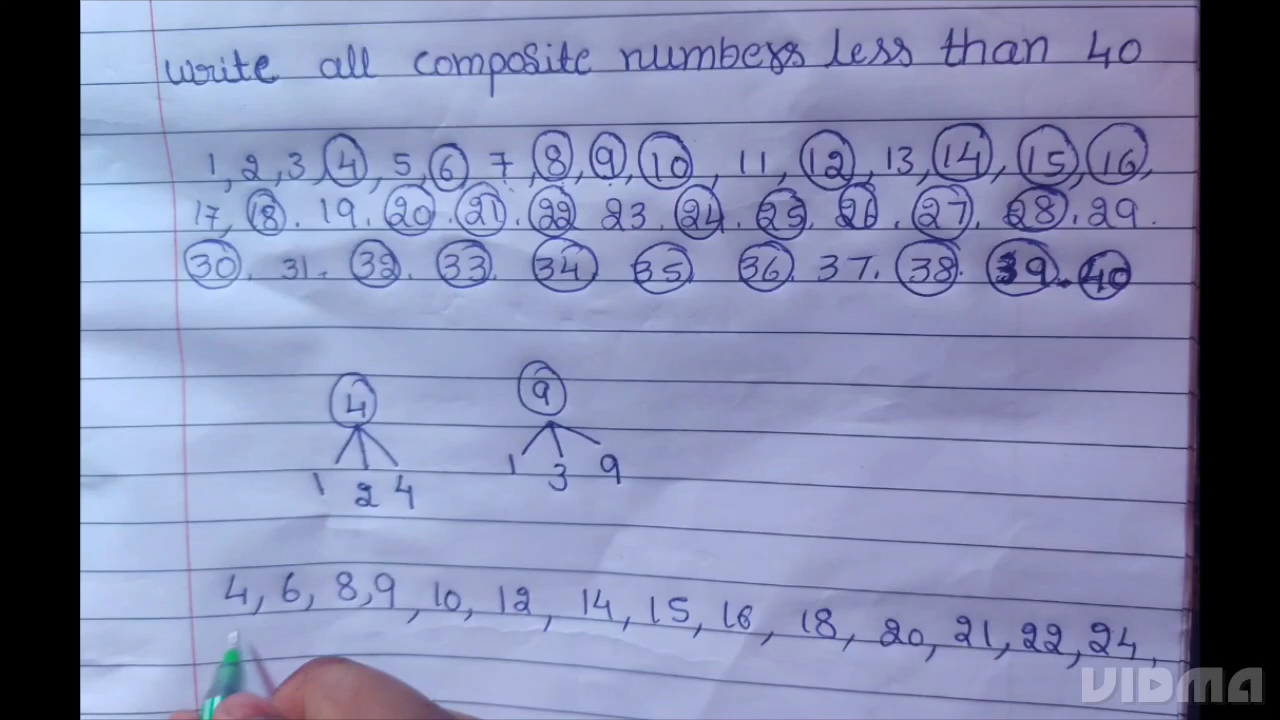 write all composite numbers less than 40
1, 2, 3, 4, 5, 6, 7, 8, 9, 10, 11, 12, 13, 14, 15, 16,
17, 18. 19. 20. 21. 22 23. 24. 25. 26. 27. 28. 29.
30. 31. 32. 33. 34. 35. 36. 37. 38. 39. 40
4 9
1 2 4 1 3 9
4, 6, 8, 9, 10, 12, 14, 15, 16, 18, 20, 21, 22, 24,
VIDMA